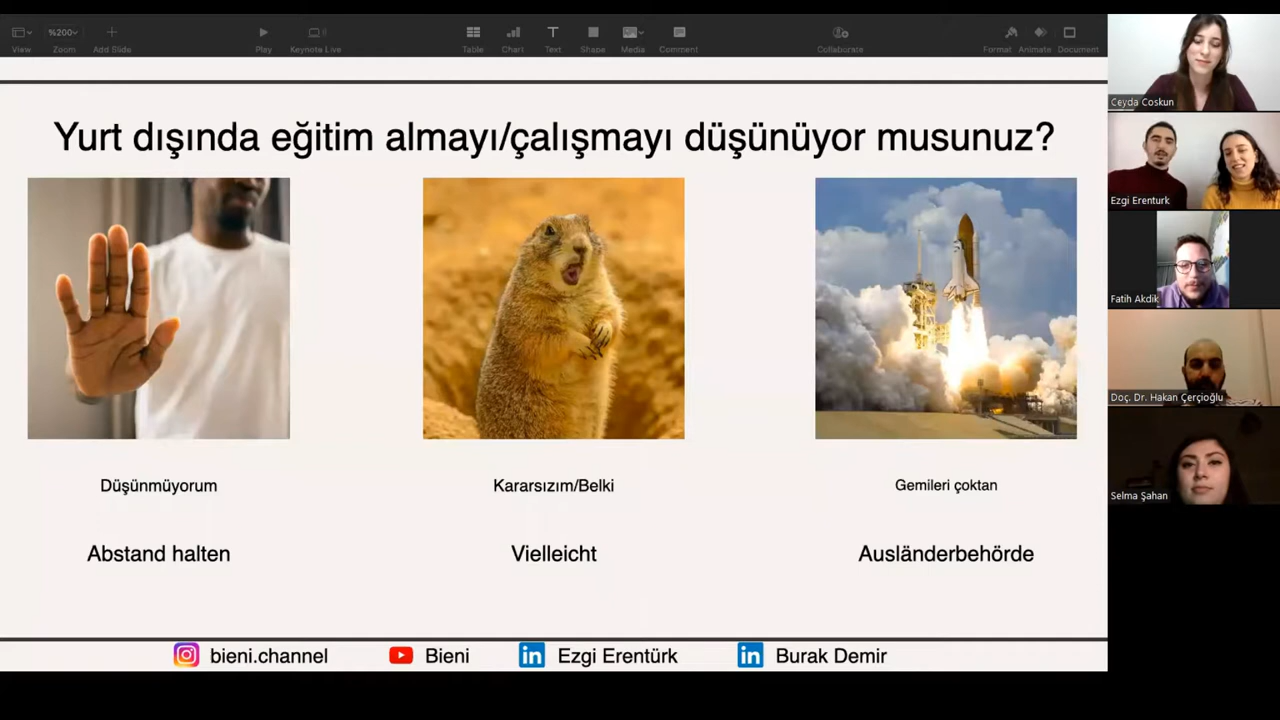 View
%200
Zoom
Add Slide
Play
Keynote Live
Table
Chart
Text
Shape
Media
Comment
Collaborate
Format
Animate
Document
Yurt dışında eğitim almayı/çalışmayı düşünüyor musunuz?
Düşünmüyorum
Kararsızım/Belki
Gemileri çoktan
Abstand halten
Vielleicht
Ausländerbehörde
bieni.channel
Bieni
in
Ezgi Erentürk
in
Burak Demir
Ceyda Coskun
Ezgi Erenturk
Fatih Akdik
Doç. Dr. Hakan Çerçioğlu
Selma Şahan